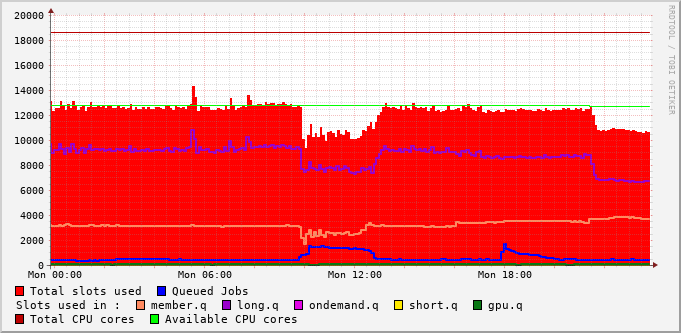 20000
18000
16000
14000
12000
10000
8000
6000
4000
2000
0
Mon 00:00 Mon 06:00 Mon 12:00 Mon 18:00
RRDTOOL / TOBI OETIKER
Total slots used Queued Jobs
Slots used in : member.q long.q ondemand.q short.q gpu.q
Total CPU cores Available CPU cores